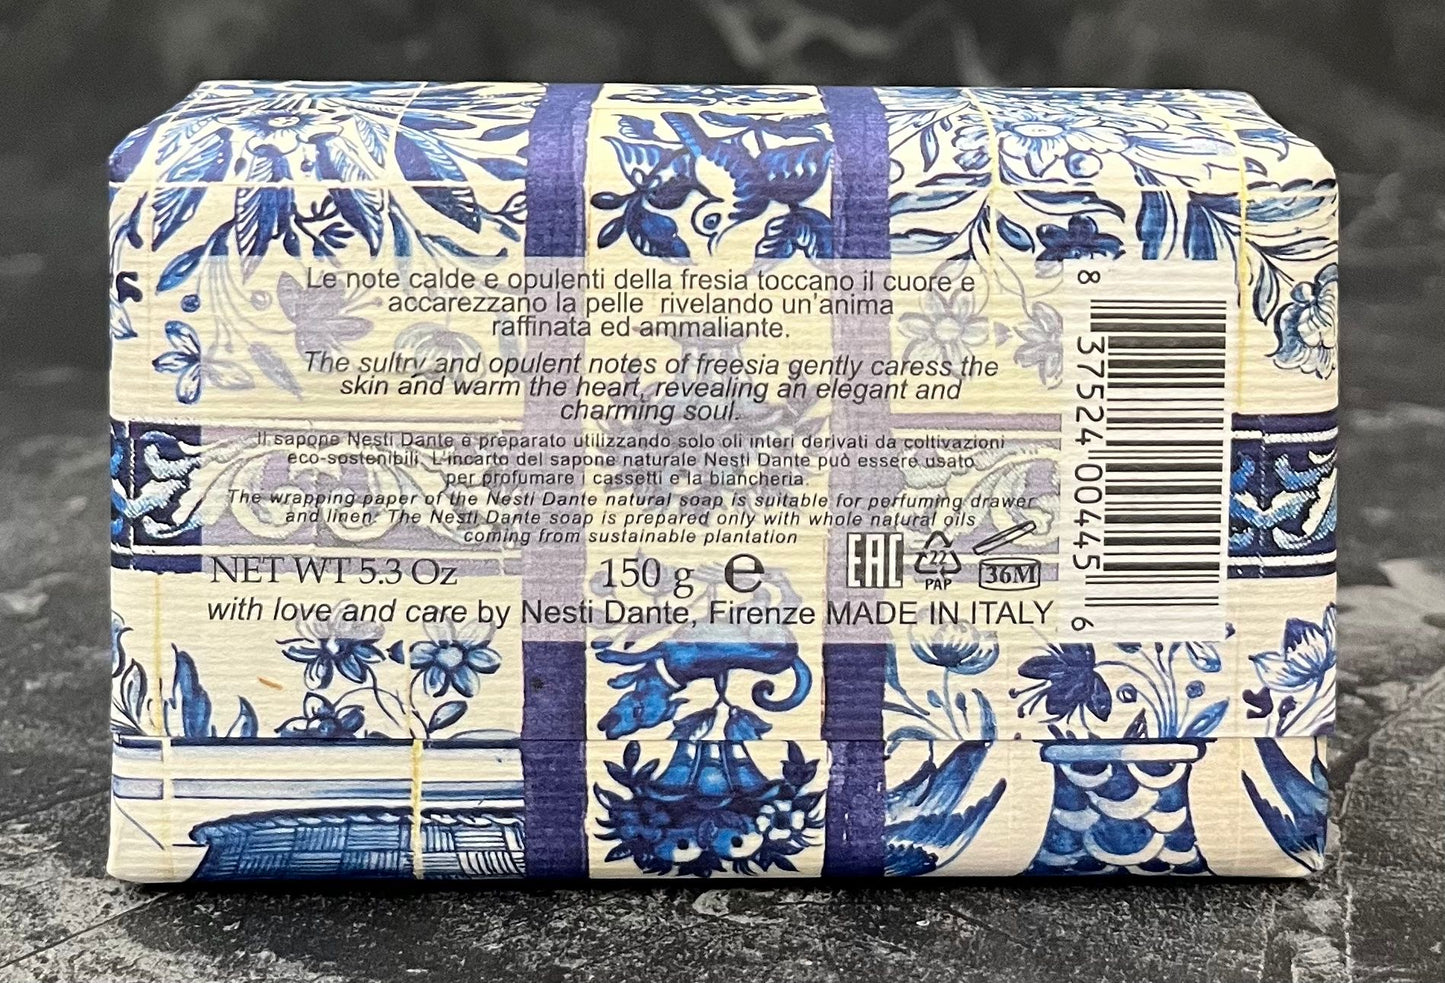 Le note calde e opulenti della fresia toccano il cuore e
accarezzano la pelle rivelando un'anima
raffinata ed ammaliante.
The sultry and opulent notes of freesia gently caress the
skin and warm the heart, revealing an elegant and
charming soul.
Il sapone Nesti Dante e preparato utilizzando solo oli interi derivati da coltivazioni
eco-sostenibili. L'incarto del sapone naturale Nesti Dante può essere usato
per profumare i cassetti e la biancheria.
The wrapping paper of the Nesti Dante natural soap is suitable for perfuming drawer
and linen. The Nesti Dante soap is prepared only with whole natural oils
coming from sustainable plantation
NET WT 5.3 Oz 150 g e
EAC 22 PAP 36M
with love and care by Nesti Dante, Firenze MADE IN ITALY
8 37524 00445 6